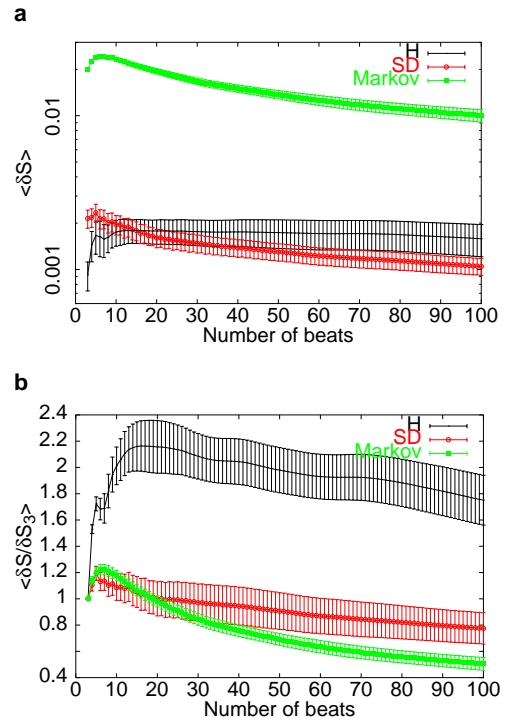 a
H
SD
Markov
0.01
0.001
<δS>
0 10 20 30 40 50 60 70 80 90 100
Number of beats
b
2.4
H
2.2
SD
2
Markov
1.8
1.6
1.4
1.2
1
0.8
0.6
0.4
<δS/δS3>
0 10 20 30 40 50 60 70 80 90 100
Number of beats